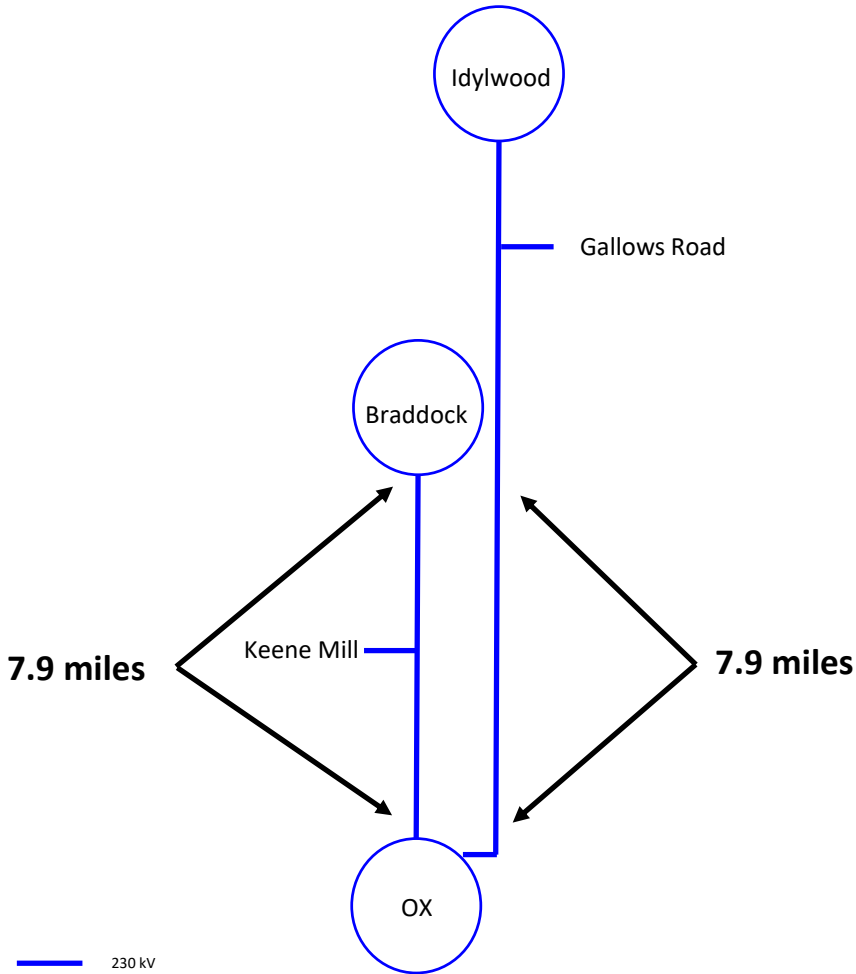 Idylwood
Gallows Road
Braddock
Keene Mill
7.9 miles
7.9 miles
OX
230 kV